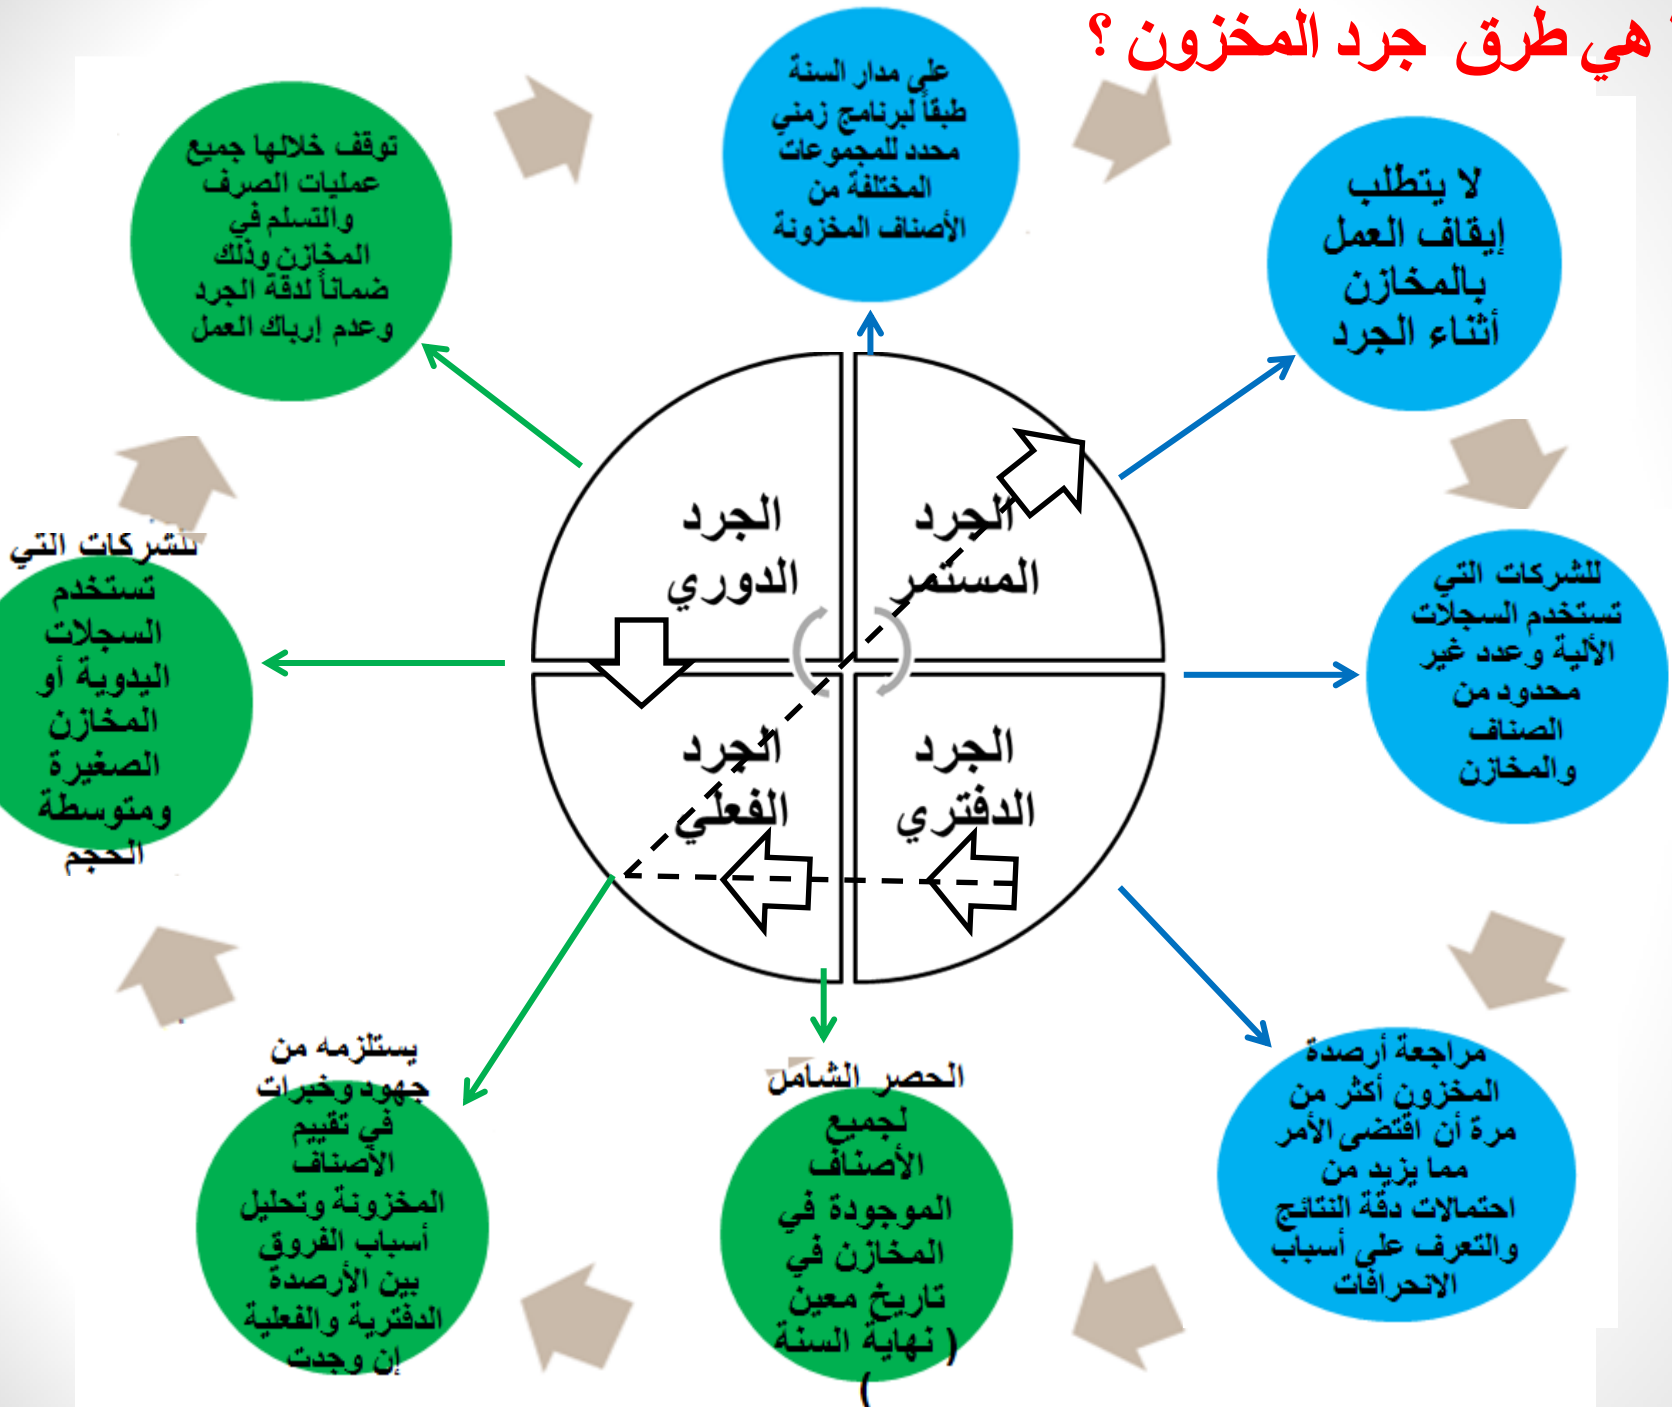 هي طرق جرد المخزون ؟
على مدار السنة
طبقاً لبرنامج زمني
محدد للمجموعات
المختلفة من
الأصناف المخزونة
لا يتطلب
إيقاف العمل
بالمخازن
أثناء الجرد
للشركات التي
تستخدم السجلات
الألية وعدد غير
محدود من
الصناف
والمخازن
مراجعة أرصدة
المخزون أكثر من
مرة أن اقتضى الأمر
مما يزيد من
احتمالات دقة النتائج
والتعرف على أسباب
الانحرافات
الحصر الشامل
لجميع
الأصناف
الموجودة في
المخازن في
تاريخ معين
( نهاية السنة
)
يستلزمه من
جهود وخبرات
في تقييم
الأصناف
المخزونة وتحليل
أسباب الفروق
بين الأرصدة
الدفترية والفعلية
إن وجدت
للشركات التي
تستخدم
السجلات
اليدوية أو
المخازن
الصغيرة
ومتوسطة
الحجم
توقف خلالها جميع
عمليات الصرف
والتسلم في
المخازن وذلك
ضماناً لدقة الجرد
وعدم إرباك العمل
الجرد
المستمر
الجرد
الدوري
الجرد
الدفتري
الجرد
الفعلي